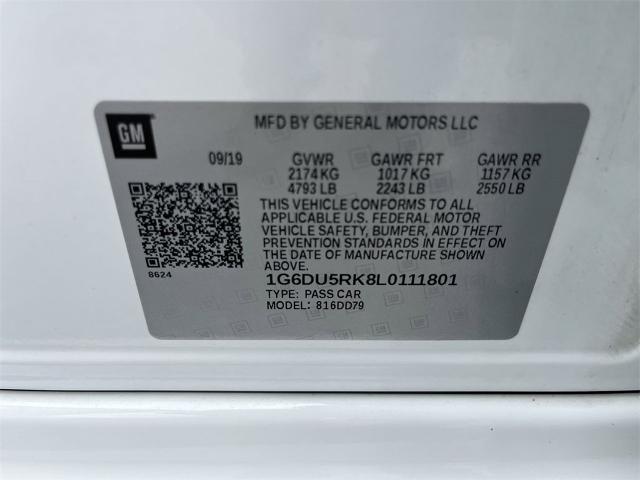 GM
MFD BY GENERAL MOTORS LLC
09/19 GVWR GAWR FRT GAWR RR
2174 KG 1017 KG 1157 KG
4793 LB 2243 LB 2550 LB
THIS VEHICLE CONFORMS TO ALL
APPLICABLE U.S. FEDERAL MOTOR
VEHICLE SAFETY, BUMPER, AND THEFT
PREVENTION STANDARDS IN EFFECT ON
THE DATE OF MANUFACTURE SHOWN
ABOVE.
8624
1G6DU5RK8L0111801
TYPE: PASS CAR
MODEL: 816DD79